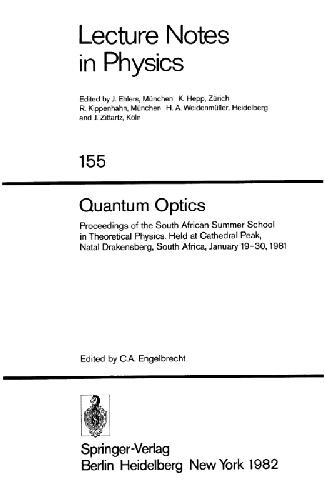 Lecture Notes
in Physics
Edited by J. Ehlers, München K. Hepp, Zürich
R. Kippenhahn, München H. A. Weidenmüller, Heidelberg
and J. Zittartz, Köln
155
Quantum Optics
Proceedings of the South African Summer School
in Theoretical Physics. Held at Cathedral Peak,
Natal Drakensberg, South Africa, January 19–30, 1981
Edited by C.A. Engelbrecht
Springer-Verlag
Berlin Heidelberg New York 1982